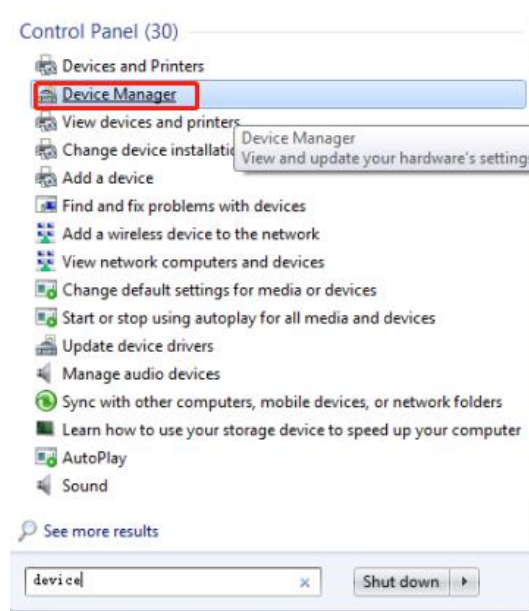 Control Panel (30)
Devices and Printers
Device Manager
View devices and printers
Change device installatio
Device Manager
View and update your hardware's settings
Add a device
Find and fix problems with devices
Add a wireless device to the network
View network computers and devices
Change default settings for media or devices
Start or stop using autoplay for all media and devices
Update device drivers
Manage audio devices
Sync with other computers, mobile devices, or network folders
Learn how to use your storage device to speed up your computer
AutoPlay
Sound
See more results
device
Shut down